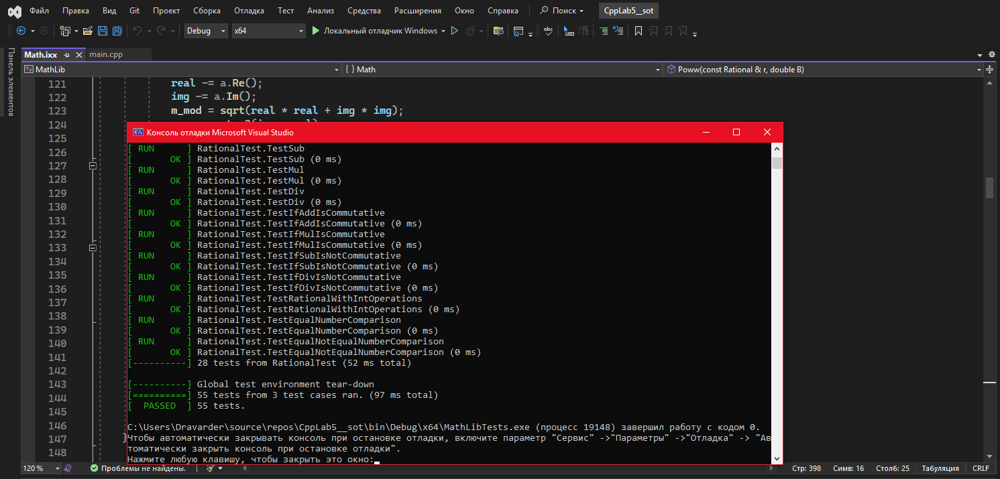 Файл Правка Вид Git Проект Сборка Отладка Тест Анализ Средства Расширения Окно Справка Поиск CppLab5__sot
Debug x64 Локальный отладчик Windows
Панель элементов
Math.ixx main.cpp
MathLib { } Math Poww(const Rational & r, double B)
121 real -= a.Re();
122 img -= a.Im();
123 m_mod = sqrt(real * real + img * img);
124
Консоль отладки Microsoft Visual Studio
125
126
127
128
129
130
131
132
133
134
135
136
137
138
139
140
141
142
143
144
145
146
147 }
148
[ RUN      ] RationalTest.TestSub
[       OK ] RationalTest.TestSub (0 ms)
[ RUN      ] RationalTest.TestMul
[       OK ] RationalTest.TestMul (0 ms)
[ RUN      ] RationalTest.TestDiv
[       OK ] RationalTest.TestDiv (0 ms)
[ RUN      ] RationalTest.TestIfAddIsCommutative
[       OK ] RationalTest.TestIfAddIsCommutative (0 ms)
[ RUN      ] RationalTest.TestIfMulIsCommutative
[       OK ] RationalTest.TestIfMulIsCommutative (0 ms)
[ RUN      ] RationalTest.TestIfSubIsNotCommutative
[       OK ] RationalTest.TestIfSubIsNotCommutative (0 ms)
[ RUN      ] RationalTest.TestIfDivIsNotCommutative
[       OK ] RationalTest.TestIfDivIsNotCommutative (0 ms)
[ RUN      ] RationalTest.TestRationalWithIntOperations
[       OK ] RationalTest.TestRationalWithIntOperations (0 ms)
[ RUN      ] RationalTest.TestEqualNumberComparison
[       OK ] RationalTest.TestEqualNumberComparison (0 ms)
[ RUN      ] RationalTest.TestEqualNotEqualNumberComparison
[       OK ] RationalTest.TestEqualNotEqualNumberComparison (0 ms)
[----------] 28 tests from RationalTest (52 ms total)
[----------] Global test environment tear-down
[==========] 55 tests from 3 test cases ran. (97 ms total)
[  PASSED  ] 55 tests.
C:\Users\Dravarder\source\repos\CppLab5__sot\bin\Debug\x64\MathLibTests.exe (процесс 19148) завершил работу с кодом 0.
Чтобы автоматически закрывать консоль при остановке отладки, включите параметр "Сервис" ->"Параметры" ->"Отладка" -> "Ав
томатически закрыть консоль при остановке отладки".
Нажмите любую клавишу, чтобы закрыть это окно:
120 % Проблемы не найдены. Стр: 398 Симв: 16 Столб: 25 Табуляция CRLF